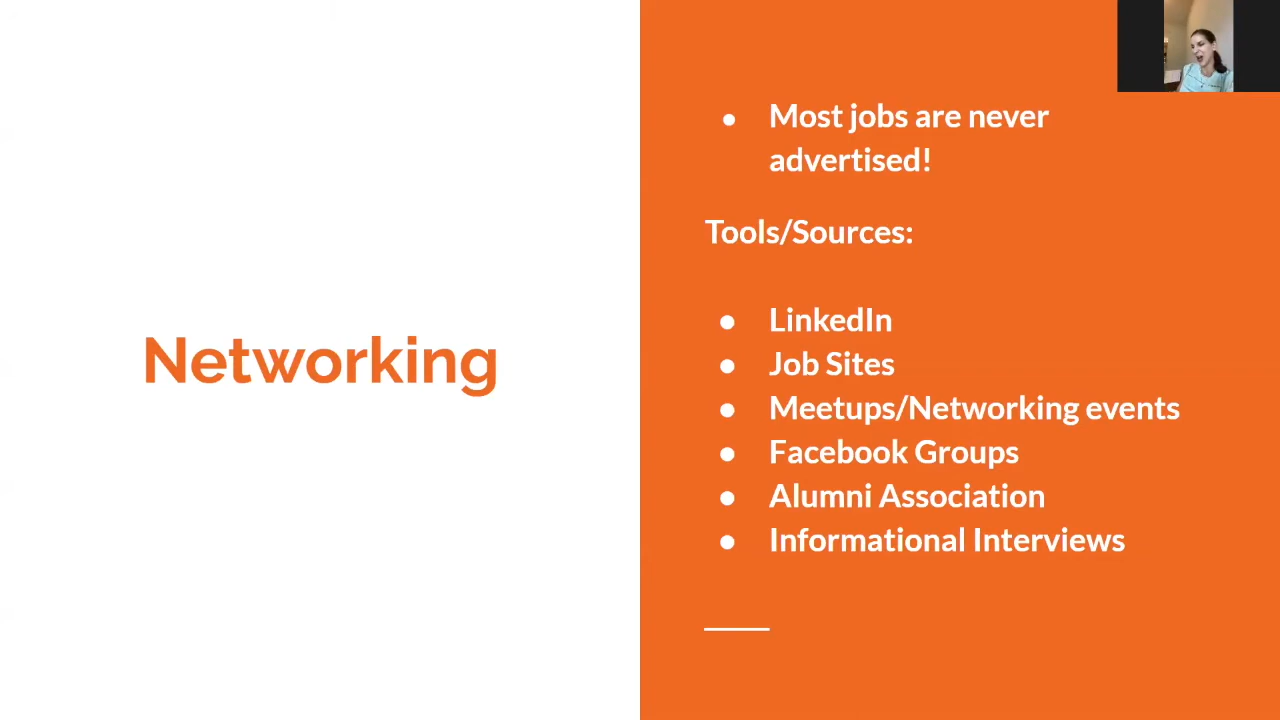 Networking
● Most jobs are never
advertised!
Tools/Sources:
● LinkedIn
● Job Sites
● Meetups/Networking events
● Facebook Groups
● Alumni Association
● Informational Interviews